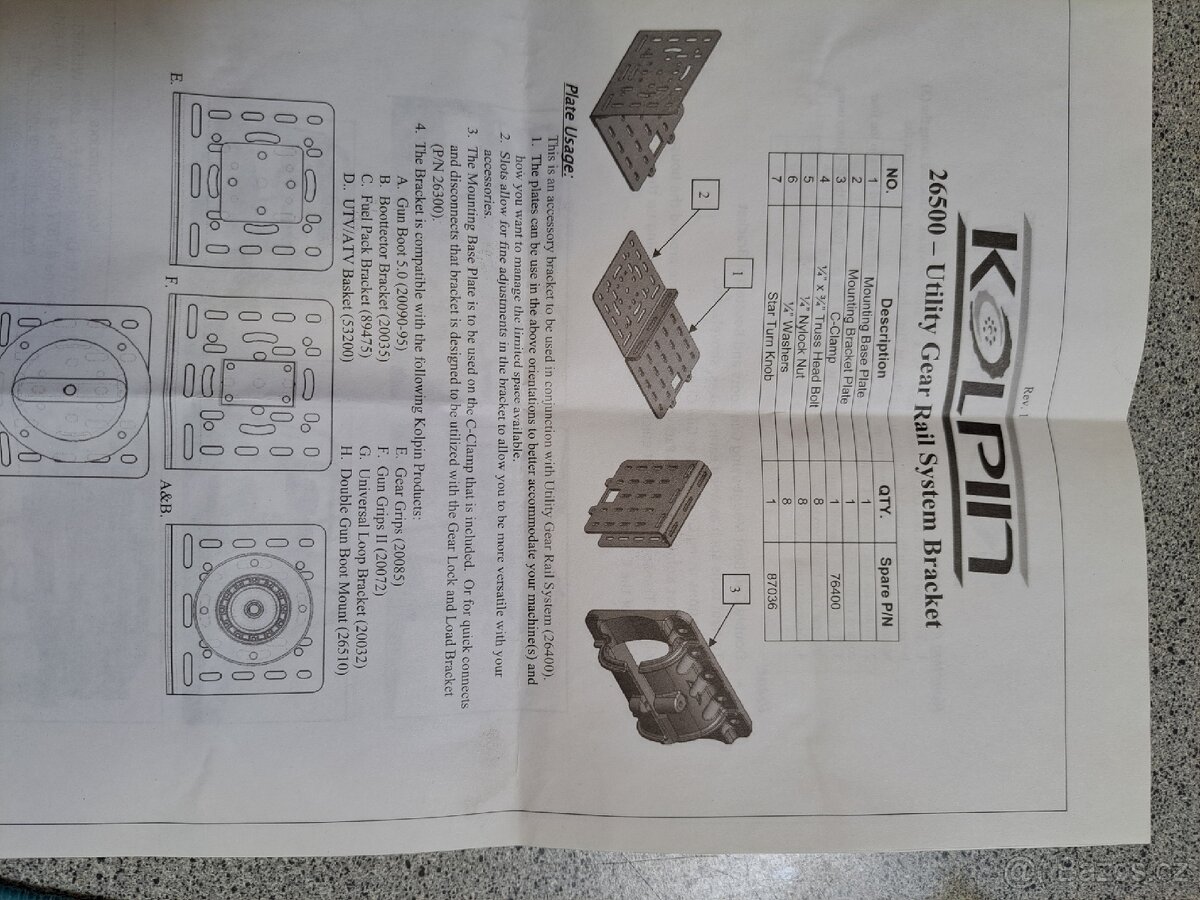 Rev. 1
KOLPIN
26500 – Utility Gear Rail System Bracket
NO. Description QTY. Spare P/N
1 Mounting Base Plate 1
2 Mounting Bracket Plate 1
3 C-Clamp 1 76400
4 ¼" x ¾" Truss Head Bolt 8
5 ¼" Nylock Nut 8
6 ¼" Washers 8
7 Star Turn Knob 1 87036
2
1
3
Plate Usage:
This is an accessory bracket to be used in conjunction with Utility Gear Rail System (26400).
1. The plates can be use in the above orientations to better accommodate your machine(s) and
how you want to manage the limited space available.
2. Slots allow for fine adjustments in the bracket to allow you to be more versatile with your
accessories.
3. The Mounting Base Plate is to be used on the C-Clamp that is included. Or for quick connects
and disconnects that bracket is designed to be utilized with the Gear Lock and Load Bracket
(P/N 26300).
4. The Bracket is compatible with the following Kolpin Products:
A. Gun Boot 5.0 (20090-95)
B. Boottector Bracket (20035)
C. Fuel Pack Bracket (89475)
D.. UTV/ATV Basket (53200)
E. Gear Grips (20085)
F. Gun Grips II (20072)
G. Universal Loop Bracket (20032)
H. Double Gun Boot Mount (26510)
E.
F.
A&B.
Bazos.cz